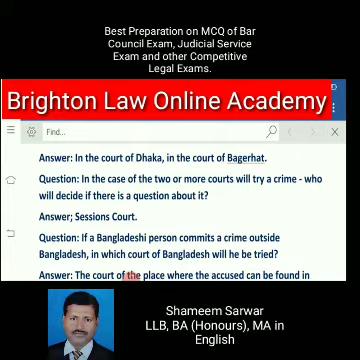 Best Preparation on MCQ of Bar
Council Exam, Judicial Service
Exam and other Competitive
Legal Exams.
Brighton Law Online Academy
Find...
Answer: In the court of Dhaka, in the court of Bagerhat.
Question: In the case of the two or more courts will try a crime - who
will decide if there is a question about it?
Answer; Sessions Court.
Question: If a Bangladeshi person commits a crime outside
Bangladesh, in which court of Bangladesh will he be tried?
Answer: The court of the place where the accused can be found in
Shameem Sarwar
LLB, BA (Honours), MA in
English